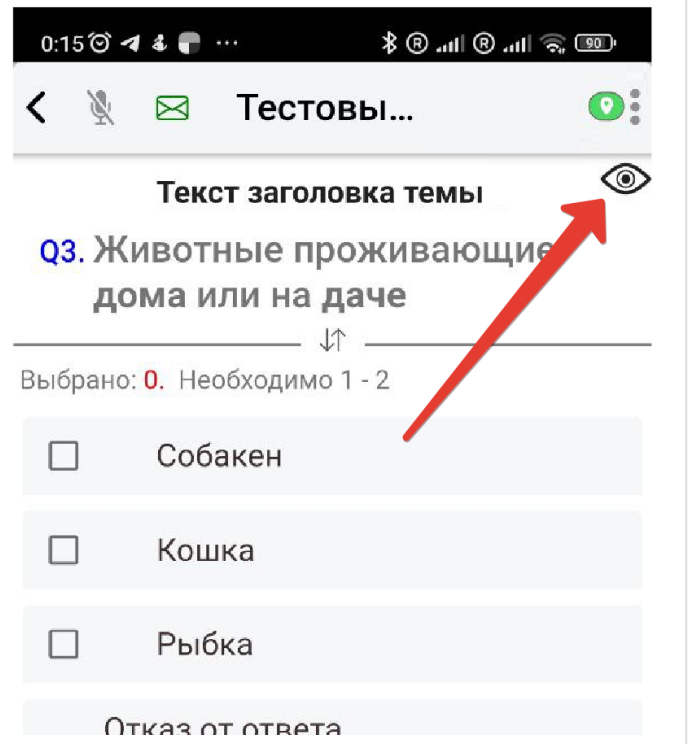 0:15 ® ® 90
Тестовы...
Текст заголовка темы
Q3. Животные проживающие
дома или на даче
Выбрано: 0. Необходимо 1 - 2
Собакен
Кошка
Рыбка
Отказ от ответа